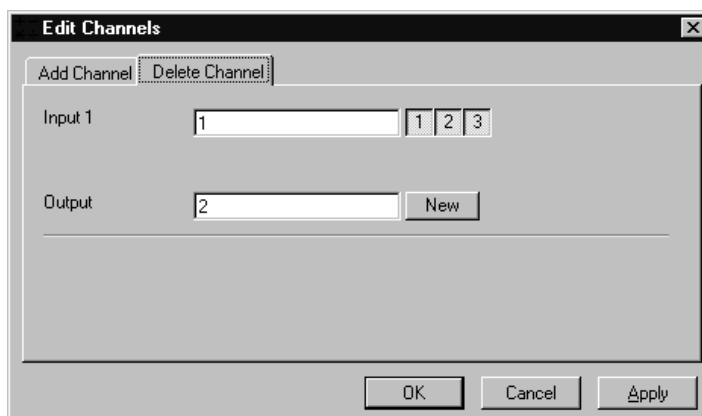 Edit Channels
Add Channel Delete Channel
Input 1 1 1 2 3
Output 2 New
OK Cancel Apply